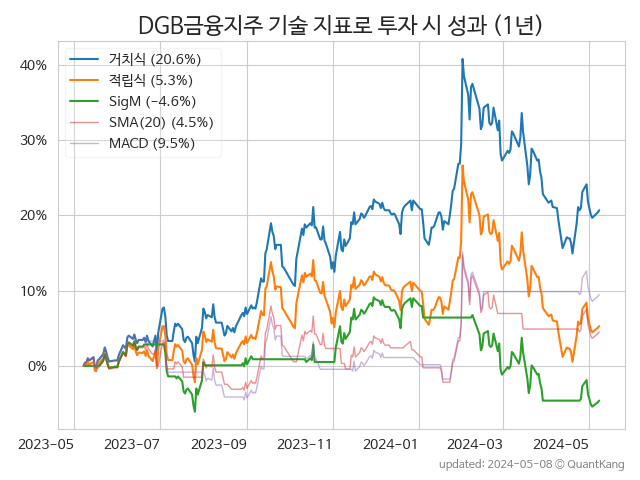 DGB금융지주 기술 지표로 투자 시 성과 (1년)
거치식 (20.6%)
적립식 (5.3%)
SigM (−4.6%)
SMA(20) (4.5%)
MACD (9.5%)
40%
30%
20%
10%
0%
2023-05 2023-07 2023-09 2023-11 2024-01 2024-03 2024-05
updated: 2024-05-08 © QuantKang